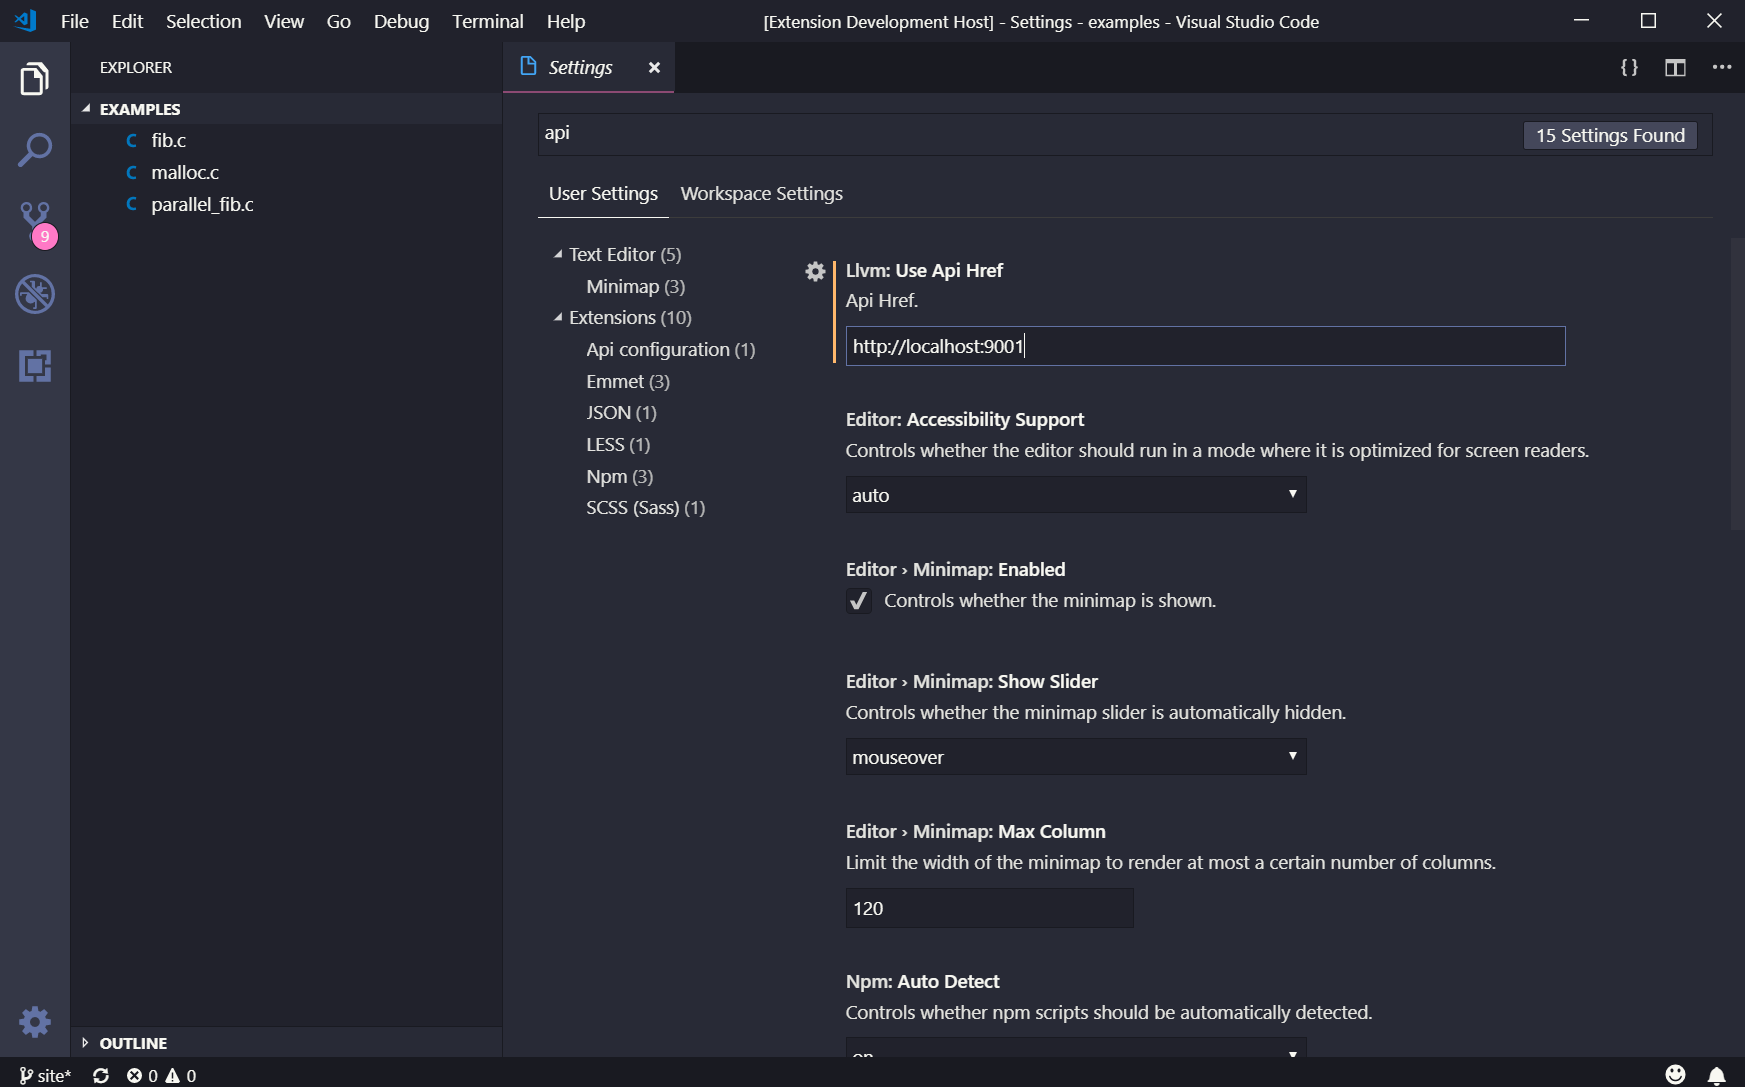 File Edit Selection View Go Debug Terminal Help
[Extension Development Host] - Settings - examples - Visual Studio Code
EXPLORER
EXAMPLES
C fib.c
C malloc.c
C parallel_fib.c
9
OUTLINE
Settings
{}
api
15 Settings Found
User Settings Workspace Settings
Text Editor (5)
Minimap (3)
Extensions (10)
Api configuration (1)
Emmet (3)
JSON (1)
LESS (1)
Npm (3)
SCSS (Sass) (1)
Llvm: Use Api Href
Api Href.
http://localhost:9001
Editor: Accessibility Support
Controls whether the editor should run in a mode where it is optimized for screen readers.
auto
Editor › Minimap: Enabled
Controls whether the minimap is shown.
Editor › Minimap: Show Slider
Controls whether the minimap slider is automatically hidden.
mouseover
Editor › Minimap: Max Column
Limit the width of the minimap to render at most a certain number of columns.
120
Npm: Auto Detect
Controls whether npm scripts should be automatically detected.
on
site* 0 0